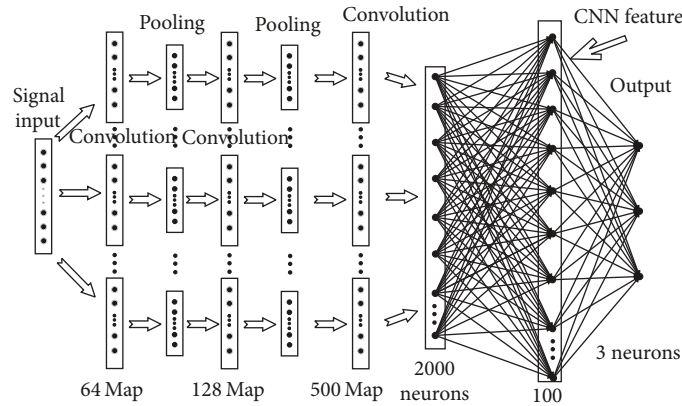 Convolution
CNN feature
Pooling
Pooling
Output
Signal
input
Convolution
Convolution
3 neurons
2000
neurons
64 Map
128 Map
500 Map
100